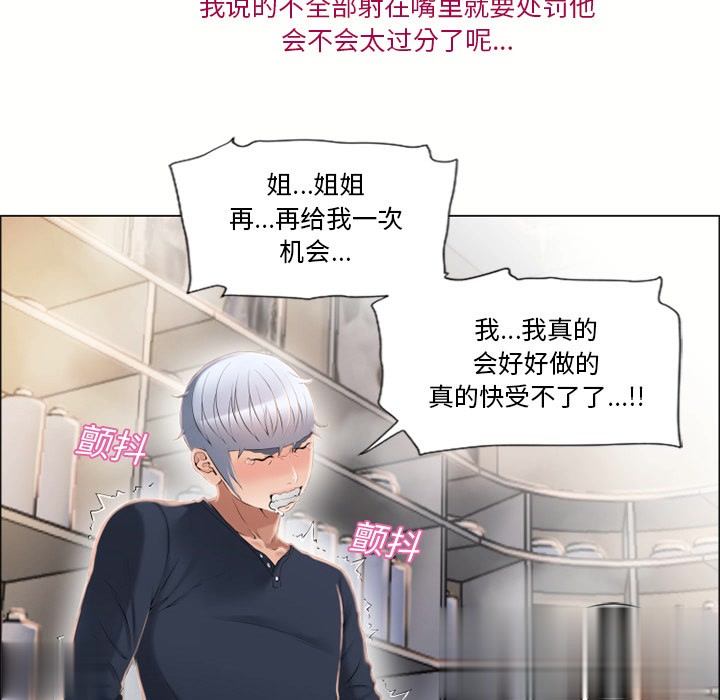 我说的不全部射在嘴里就要处罚他
会不会太过分了呢...
姐...姐姐
再...再给我一次
机会...
我...我真的
会好好做的
真的快受不了了...!!
颤抖
颤抖